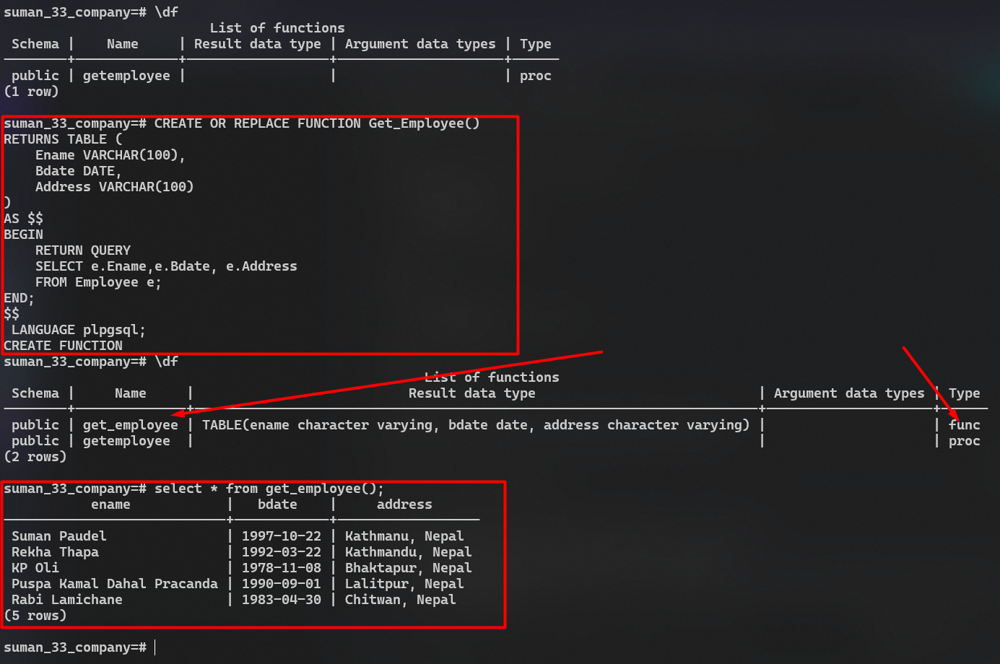 suman_33_company=# \df
List of functions
Schema | Name | Result data type | Argument data types | Type
--------+-------------+------------------+---------------------+------
public | getemployee | | | proc
(1 row)
suman_33_company=# CREATE OR REPLACE FUNCTION Get_Employee()
RETURNS TABLE (
Ename VARCHAR(100),
Bdate DATE,
Address VARCHAR(100)
)
AS $$
BEGIN
RETURN QUERY
SELECT e.Ename,e.Bdate, e.Address
FROM Employee e;
END;
$$
LANGUAGE plpgsql;
CREATE FUNCTION
suman_33_company=# \df
List of functions
Schema | Name | Result data type | Argument data types | Type
--------+--------------+-----------------------------------------------------------------------+---------------------+------
public | get_employee | TABLE(ename character varying, bdate date, address character varying) | | func
public | getemployee | | | proc
(2 rows)
suman_33_company=# select * from get_employee();
ename | bdate | address
----------------------------+------------+------------------
Suman Paudel | 1997-10-22 | Kathmanu, Nepal
Rekha Thapa | 1992-03-22 | Kathmandu, Nepal
KP Oli | 1978-11-08 | Bhaktapur, Nepal
Puspa Kamal Dahal Pracanda | 1990-09-01 | Lalitpur, Nepal
Rabi Lamichane | 1983-04-30 | Chitwan, Nepal
(5 rows)
suman_33_company=#